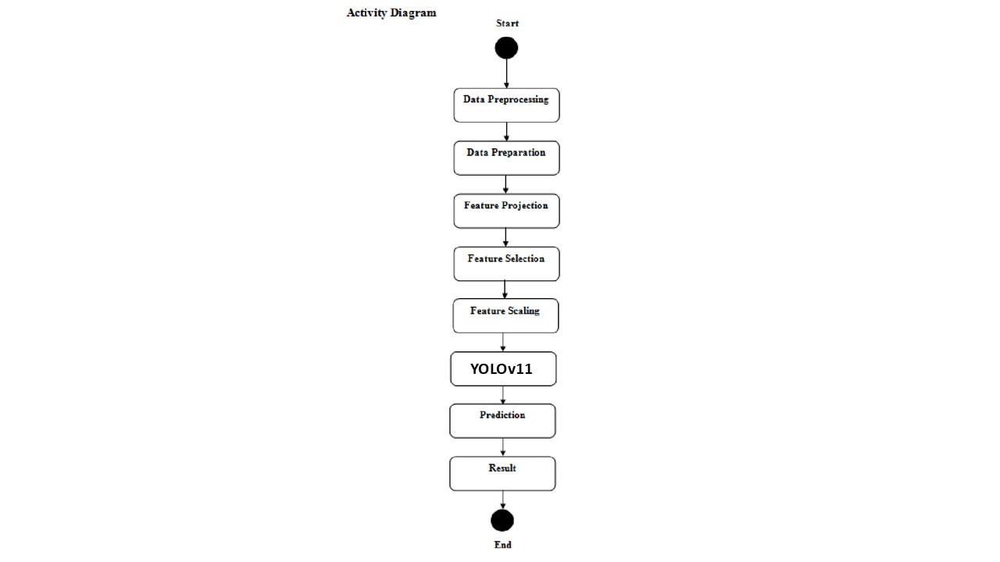 Activity Diagram
Start
Data Preprocessing
Data Preparation
Feature Projection
Feature Selection
Feature Scaling
YOLOv11
Prediction
Result
End